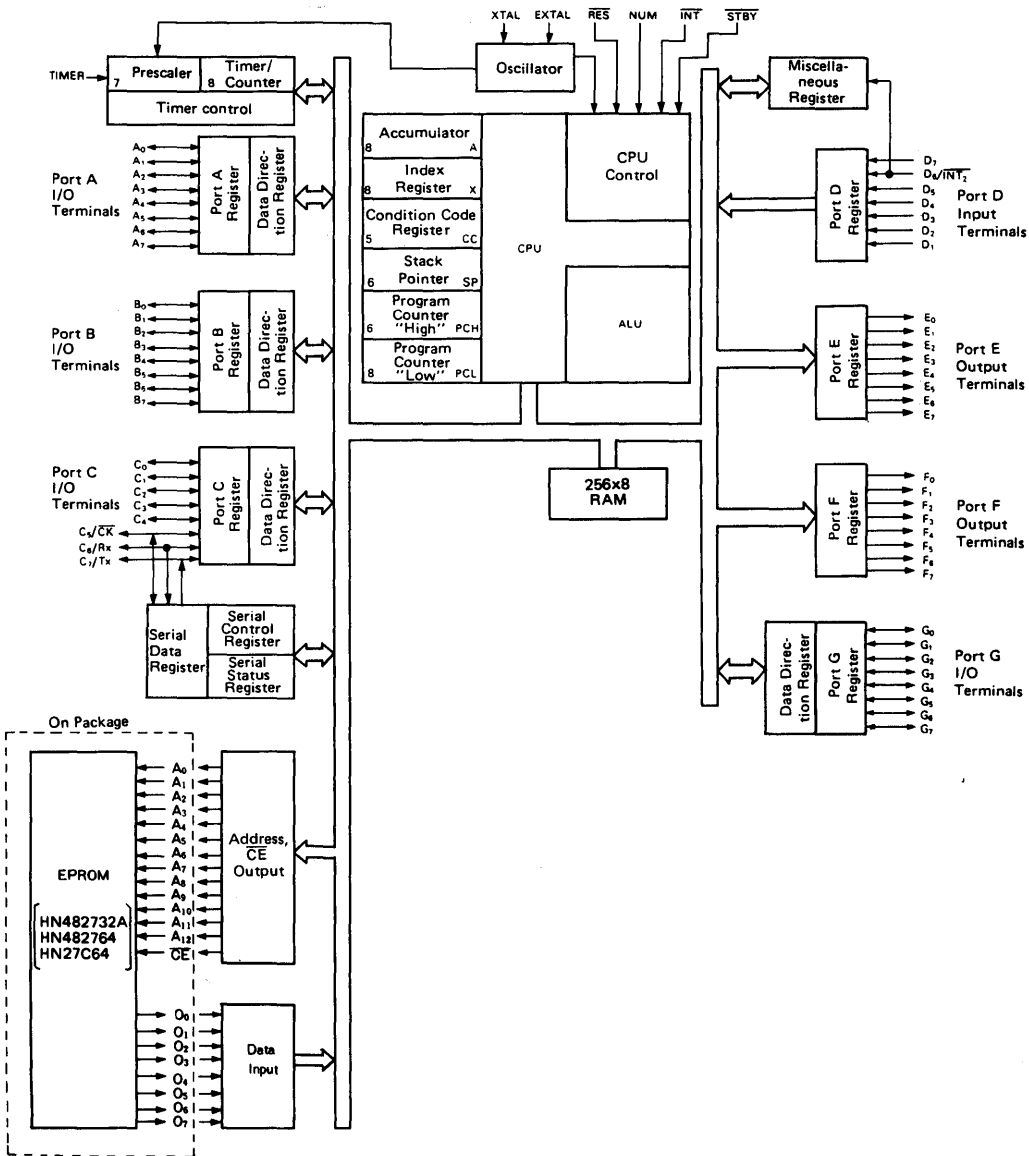 XTAL EXTAL RES NUM INT STBY
TIMER
Prescaler
7
Timer/
Counter
8
Timer control
Oscillator
Miscella-
neous
Register
Port A
I/O
Terminals
A0
A1
A2
A3
A4
A5
A6
A7
Port A
Register
Data Direc-
tion Register
Accumulator
8 A
Index
Register
8 X
Condition Code
Register
5 CC
Stack
Pointer
6 SP
Program
Counter
"High"
6 PCH
Program
Counter
"Low"
8 PCL
CPU
CPU
Control
ALU
Port D
Register
D7
D6/INT2
D5
D4
D3
D2
D1
Port D
Input
Terminals
Port B
I/O
Terminals
B0
B1
B2
B3
B4
B5
B5
B7
Port B
Register
Data Direc-
tion Register
Port E
Register
E0
E1
E2
E3
E4
E5
E6
E7
Port E
Output
Terminals
Port C
I/O
Terminals
C0
C1
C2
C3
C4
C5/CK
C6/Rx
C7/Tx
Port C
Register
Data Direc-
tion Register
256x8
RAM
Port F
Register
F0
F1
F2
F3
F4
F5
F6
F7
Port F
Output
Terminals
Serial
Data
Register
Serial
Control
Register
Serial
Status
Register
Data Direc-
tion Register
Port G
Register
G0
G1
G2
G3
G4
G5
G6
G7
Port G
I/O
Terminals
On Package
EPROM
HN482732A
HN482764
HN27C64
A0
A1
A2
A3
A4
A5
A6
A7
A8
A9
A10
A11
A12
CE
Address,
CE
Output
O0
O1
O2
O3
O4
O5
O6
O7
Data
Input